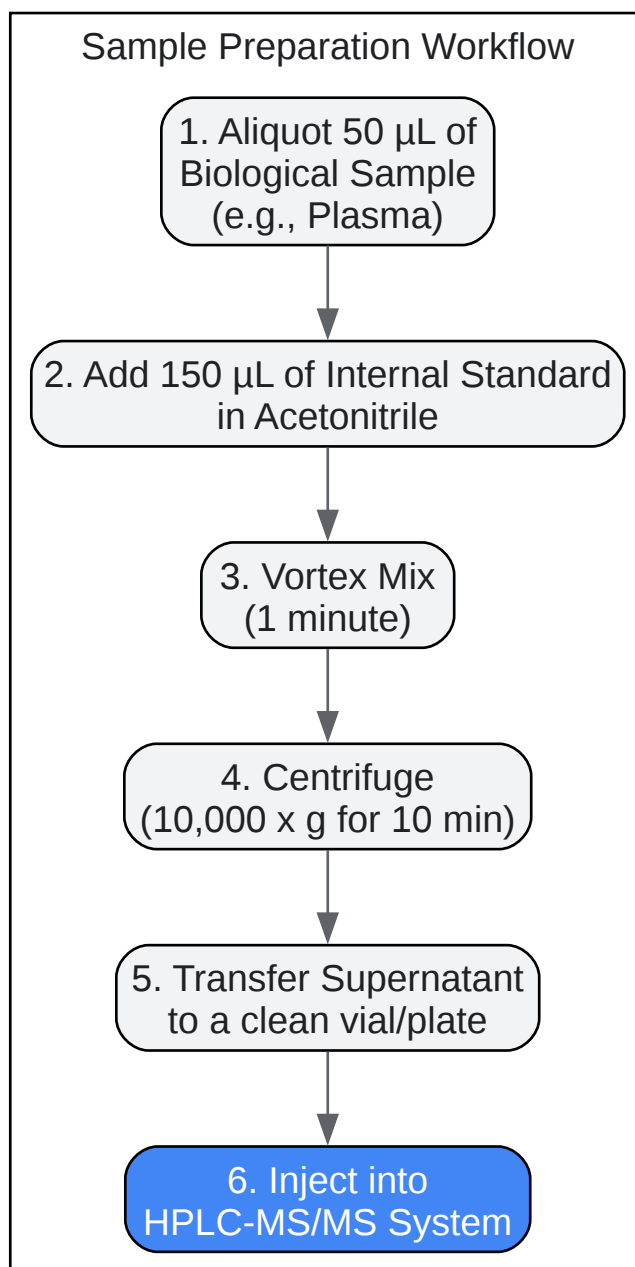 Sample Preparation Workflow
1. Aliquot 50 µL of
Biological Sample
(e.g., Plasma)
2. Add 150 µL of Internal Standard
in Acetonitrile
3. Vortex Mix
(1 minute)
4. Centrifuge
(10,000 x g for 10 min)
5. Transfer Supernatant
to a clean vial/plate
6. Inject into
HPLC-MS/MS System